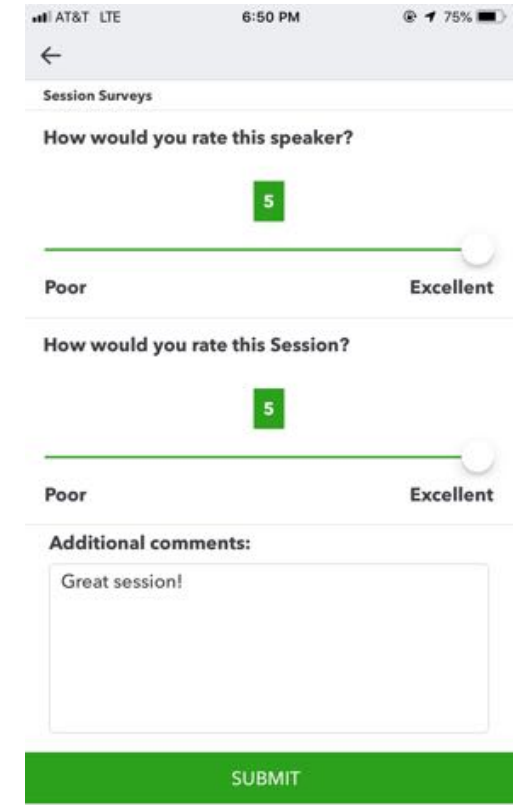 AT&T LTE 6:50 PM 75%
Session Surveys
How would you rate this speaker?
5
Poor Excellent
How would you rate this Session?
5
Poor Excellent
Additional comments:
Great session!
SUBMIT